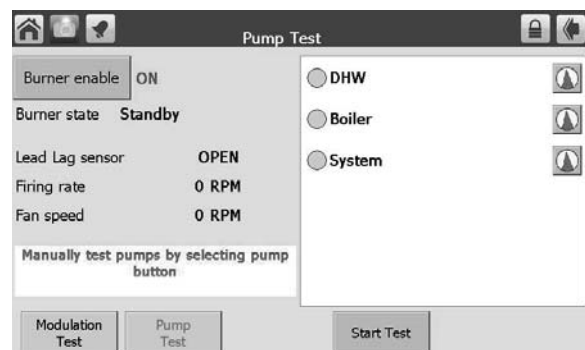 Pump Test
Burner enable ON
Burner state Standby
Lead Lag sensor OPEN
Firing rate 0 RPM
Fan speed 0 RPM
Manually test pumps by selecting pump
button
DHW
Boiler
System
Modulation
Test
Pump
Test
Start Test